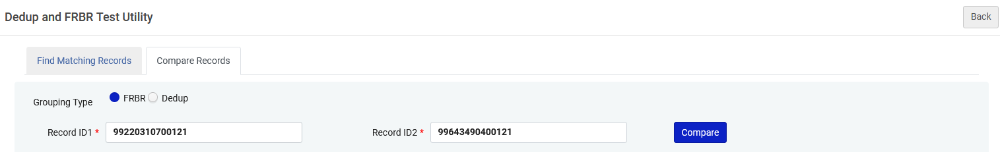 Dedup and FRBR Test Utility
Back
Find Matching Records
Compare Records
Grouping Type
FRBR
Dedup
Record ID1 *
99220310700121
Record ID2 *
99643490400121
Compare